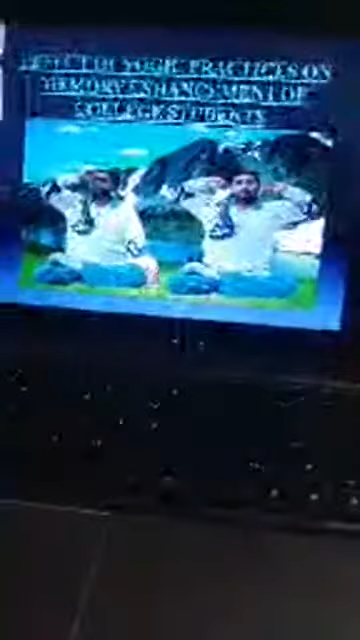 EFFECT OF YOGIC PRACTICES ON
MEMORY ENHANCEMENT OF
COLLEGE STUDENTS